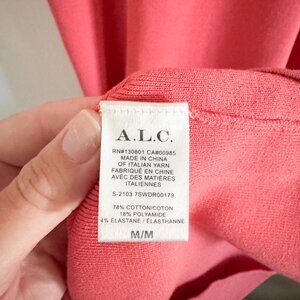 A.L.C.
RN#130801 CA#00985
MADE IN CHINA
OF ITALIAN YARN
FABRIQUÉ EN CHINE
AVEC DES MATIÈRES
ITALIENNES
S-2103 7SWDR00179
78% COTTON/COTON
18% POLYAMIDE
4% ELASTANE / ÉLASTHANNE
M/M